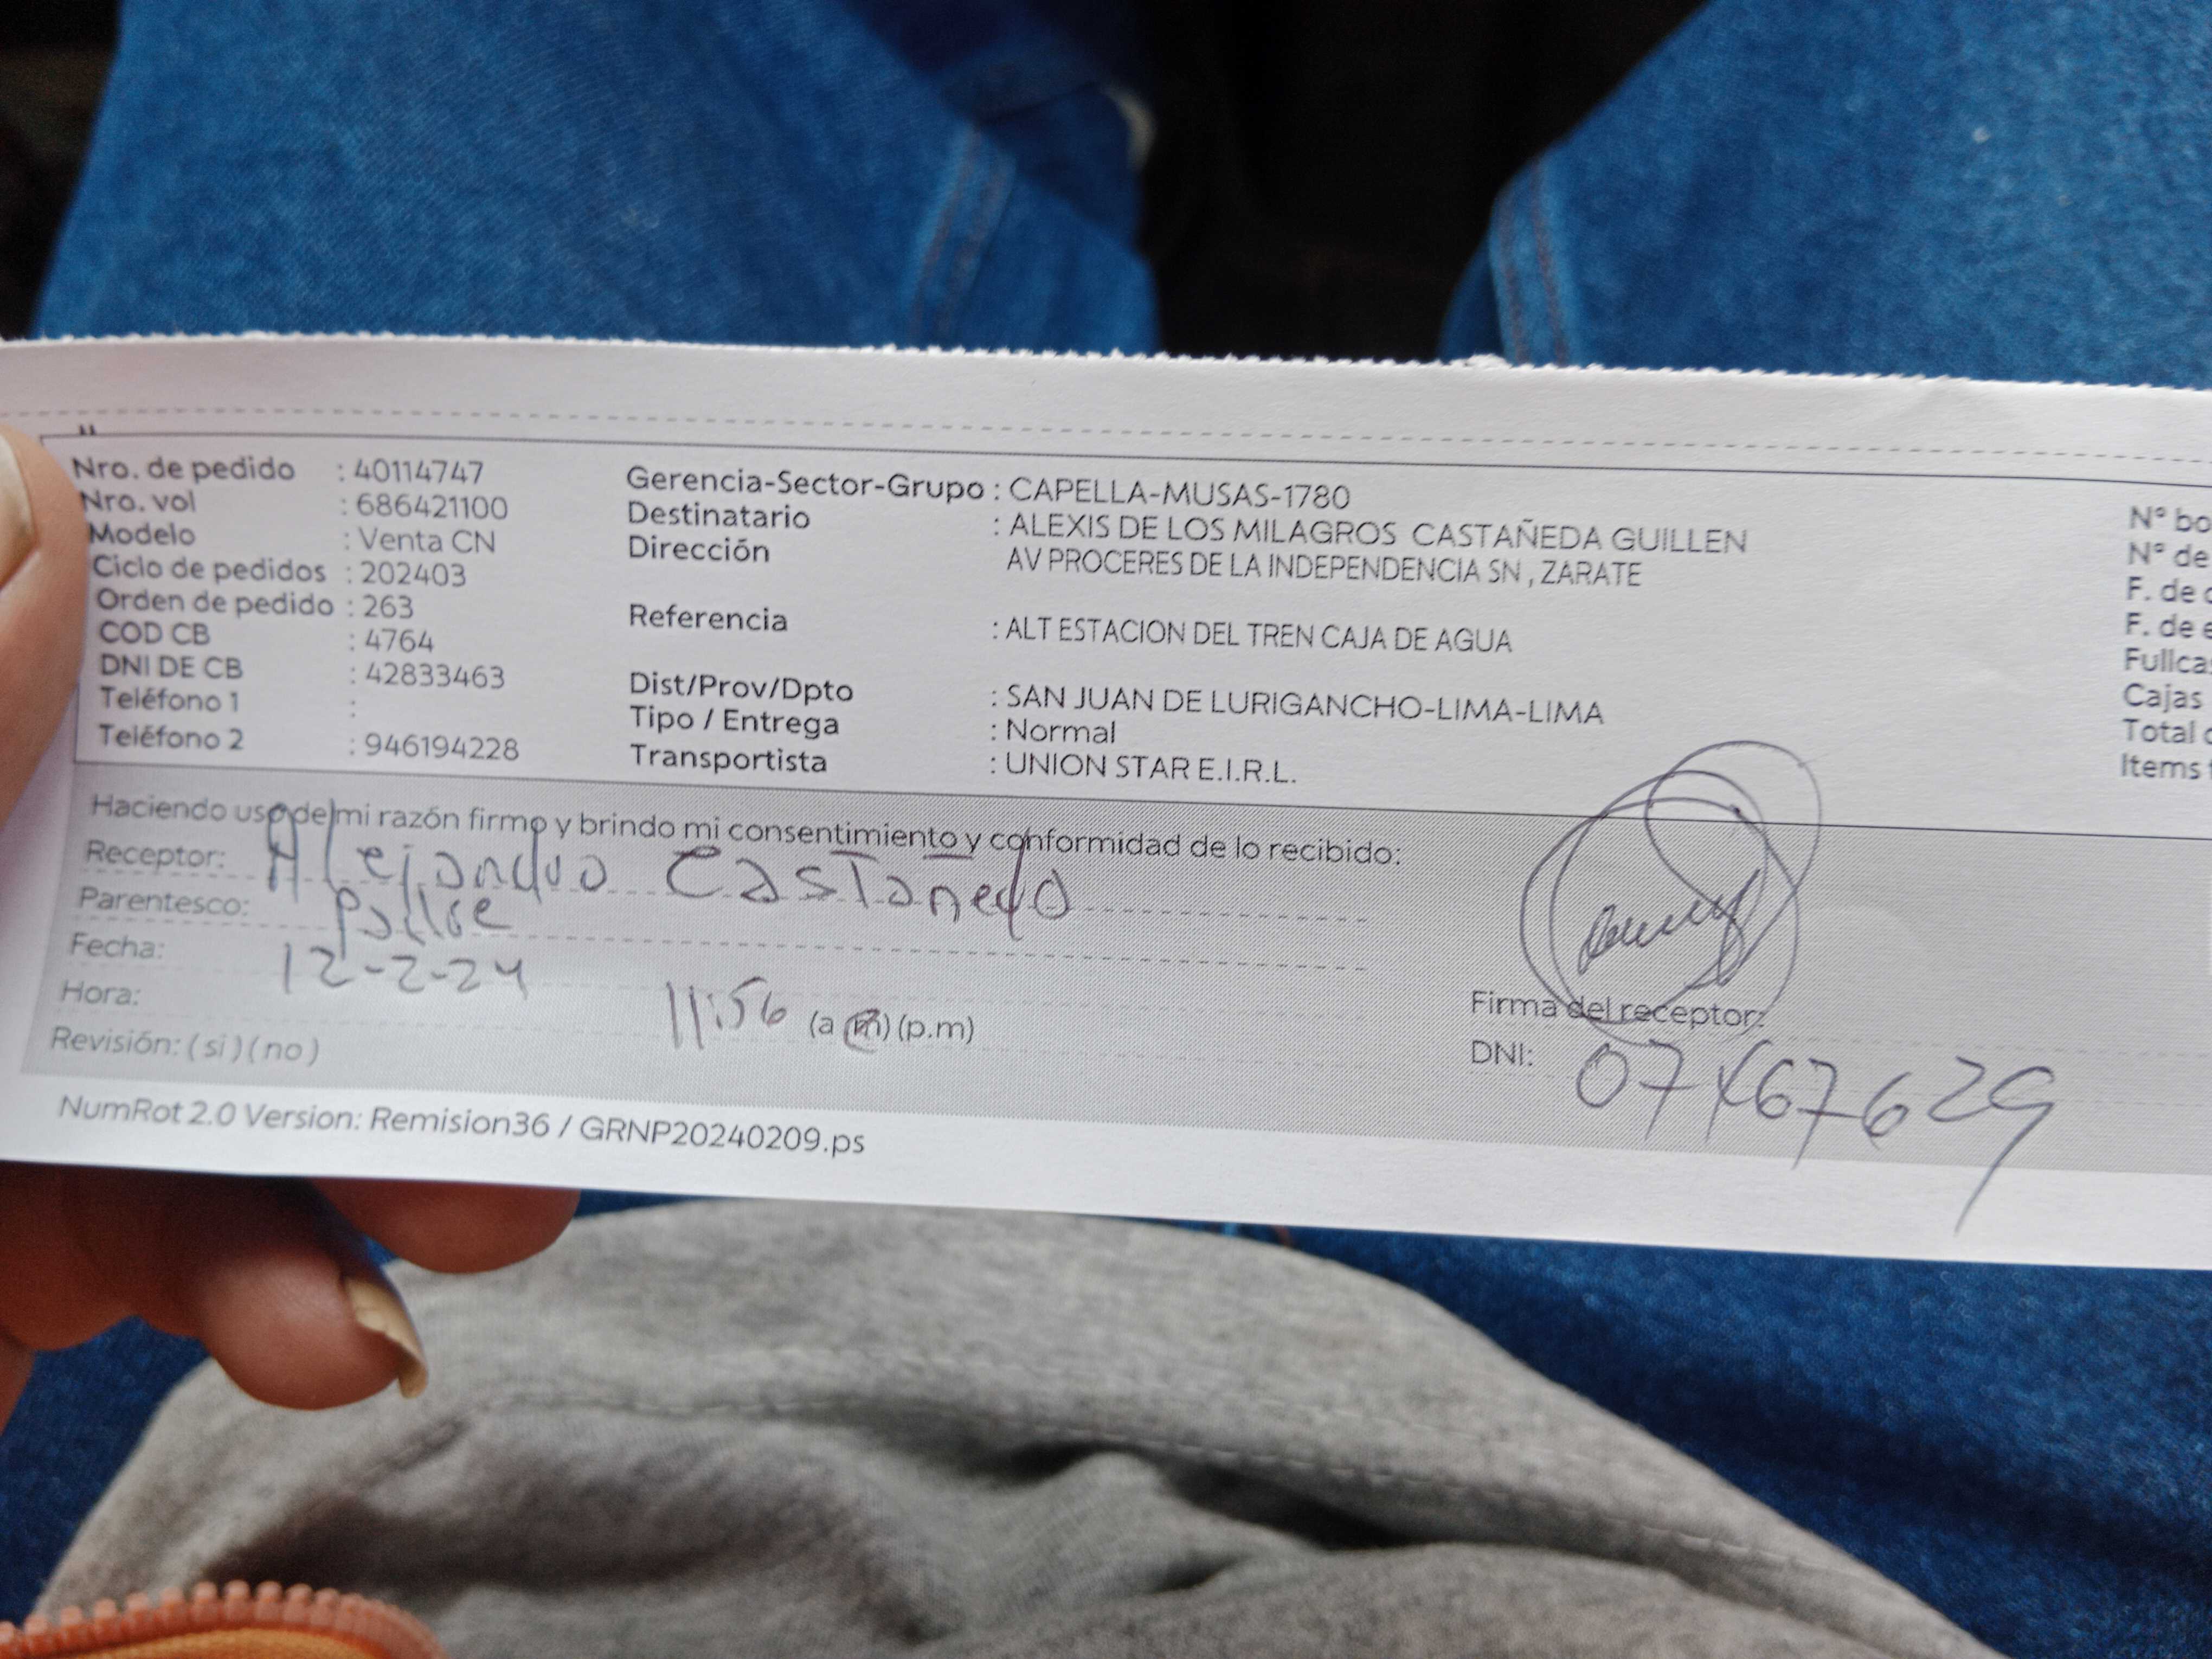 Nro. de pedido : 40114747
Nro. vol : 686421100
Modelo : Venta CN
Ciclo de pedidos : 202403
Orden de pedido : 263
COD CB : 4764
DNI DE CB : 42833463
Teléfono 1 :
Teléfono 2 : 946194228
Gerencia-Sector-Grupo : CAPELLA-MUSAS-1780
Destinatario : ALEXIS DE LOS MILAGROS CASTAÑEDA GUILLEN
Dirección AV PROCERES DE LA INDEPENDENCIA SN , ZARATE
Referencia : ALT ESTACION DEL TREN CAJA DE AGUA
Dist/Prov/Dpto : SAN JUAN DE LURIGANCHO-LIMA-LIMA
Tipo / Entrega : Normal
Transportista : UNION STAR E.I.R.L.
N° bo
N° de
F. de
F. de e
Fullca
Cajas
Total
Items
Haciendo uso de mi razón firmo y brindo mi consentimiento y conformidad de lo recibido:
Receptor: Alejandro Castañeda
Parentesco:
Fecha: 12-2-24
Hora: 11:56 (a m) (p.m)
Revisión: ( si ) ( no )
Firma del receptor:
DNI: 07467629
NumRot 2.0 Version: Remision36 / GRNP20240209.ps